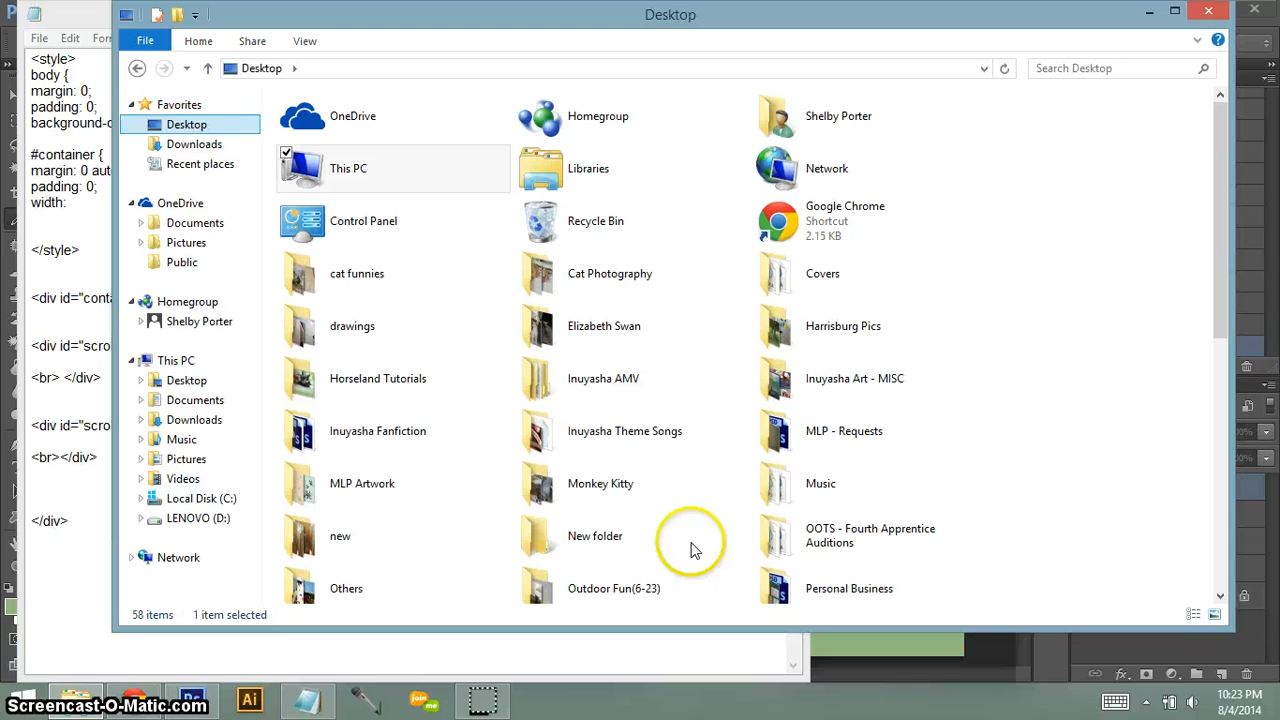 Desktop
File Home Share View
Desktop
Search Desktop
File Edit
<style>
body {
margin: 0;
padding: 0;
#container {
padding: 0;
width:
</style>
<br> </div>
<br></div>
</div>
Favorites
Desktop
Downloads
Recent places
OneDrive
Documents
Pictures
Public
Homegroup
Shelby Porter
This PC
Desktop
Documents
Downloads
Music
Pictures
Videos
Local Disk (C:)
LENOVO (D:)
Network
OneDrive
Homegroup
Shelby Porter
This PC
Libraries
Network
Control Panel
Recycle Bin
Google Chrome
Shortcut
2.15 KB
cat funnies
Cat Photography
Covers
drawings
Elizabeth Swan
Harrisburg Pics
Horseland Tutorials
Inuyasha AMV
Inuyasha Art - MISC
Inuyasha Fanfiction
Inuyasha Theme Songs
MLP - Requests
MLP Artwork
Monkey Kitty
Music
new
New folder
OOTS - Fourth Apprentice
Auditions
Others
Outdoor Fun(6-23)
Personal Business
58 items 1 item selected
Ai
join
me
Screencast-O-Matic.com
10:23 PM
8/4/2014